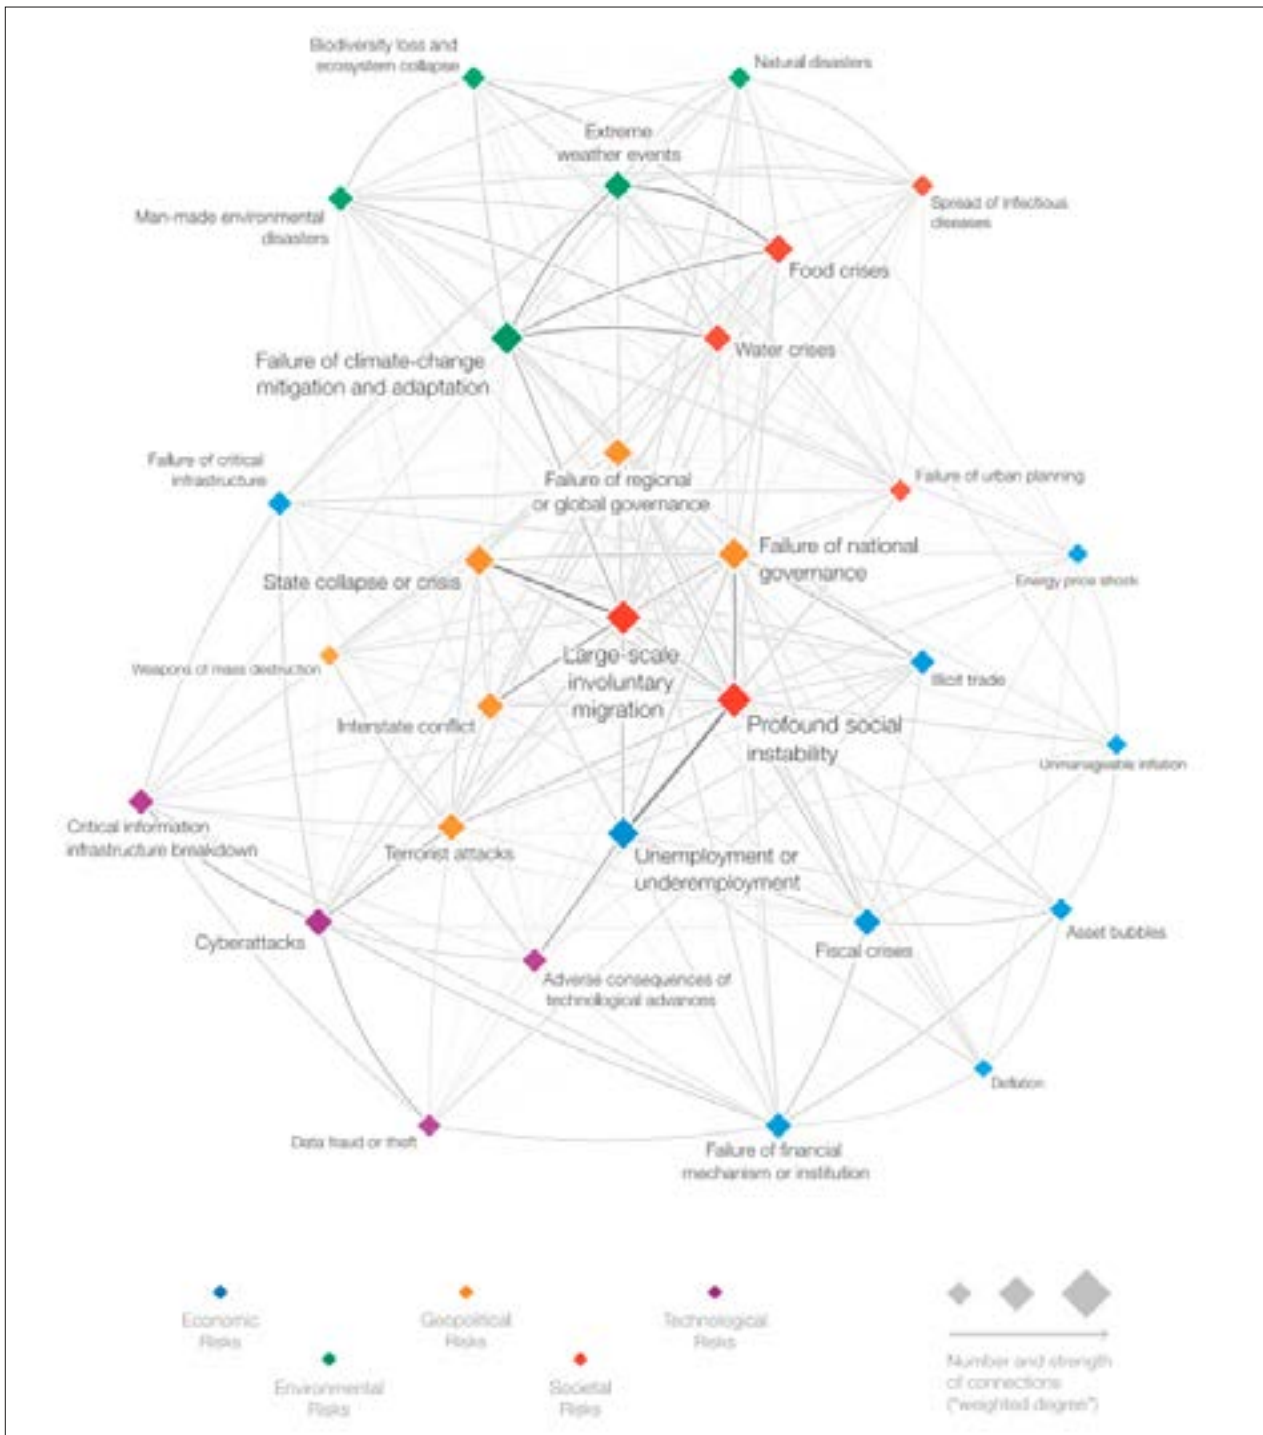 Biodiversity loss and
ecosystem collapse
Natural disasters
Extreme
weather events
Man-made environmental
disasters
Spread of infectious
diseases
Food crises
Water crises
Failure of climate-change
mitigation and adaptation
Failure of critical
infrastructure
Failure of regional
or global governance
Failure of urban planning
Failure of national
governance
State collapse or crisis
Energy price shock
Large-scale
involuntary
migration
Weapons of mass destruction
Illicit trade
Interstate conflict
Profound social
instability
Unmanageable inflation
Critical information
infrastructure breakdown
Terrorist attacks
Unemployment or
underemployment
Cyberattacks
Fiscal crises
Asset bubbles
Adverse consequences of
technological advances
Deflation
Data fraud or theft
Failure of financial
mechanism or institution
Economic
Risks
Geopolitical
Risks
Technological
Risks
Environmental
Risks
Societal
Risks
Number and strength
of connections
("weighted degree")